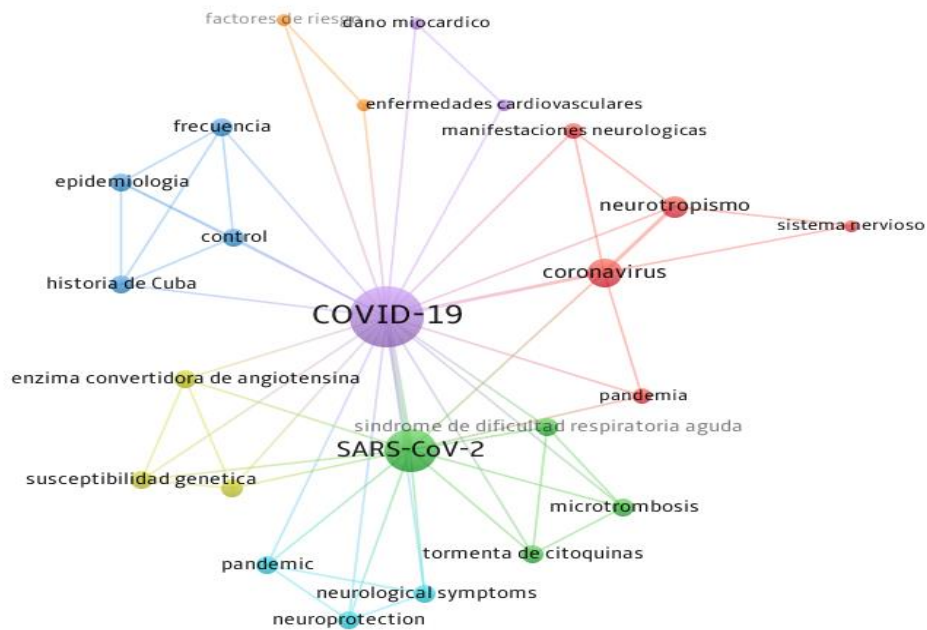 factores de riesgo
dano miocardico
enfermedades cardiovasculares
frecuencia
manifestaciones neurologicas
epidemiologia
neurotropismo
sistema nervioso
control
coronavirus
historia de Cuba
COVID-19
enzima convertidora de angiotensina
pandemia
sindrome de dificultad respiratoria aguda
SARS-CoV-2
susceptibilidad genetica
microtrombosis
tormenta de citoquinas
pandemic
neurological symptoms
neuroprotection